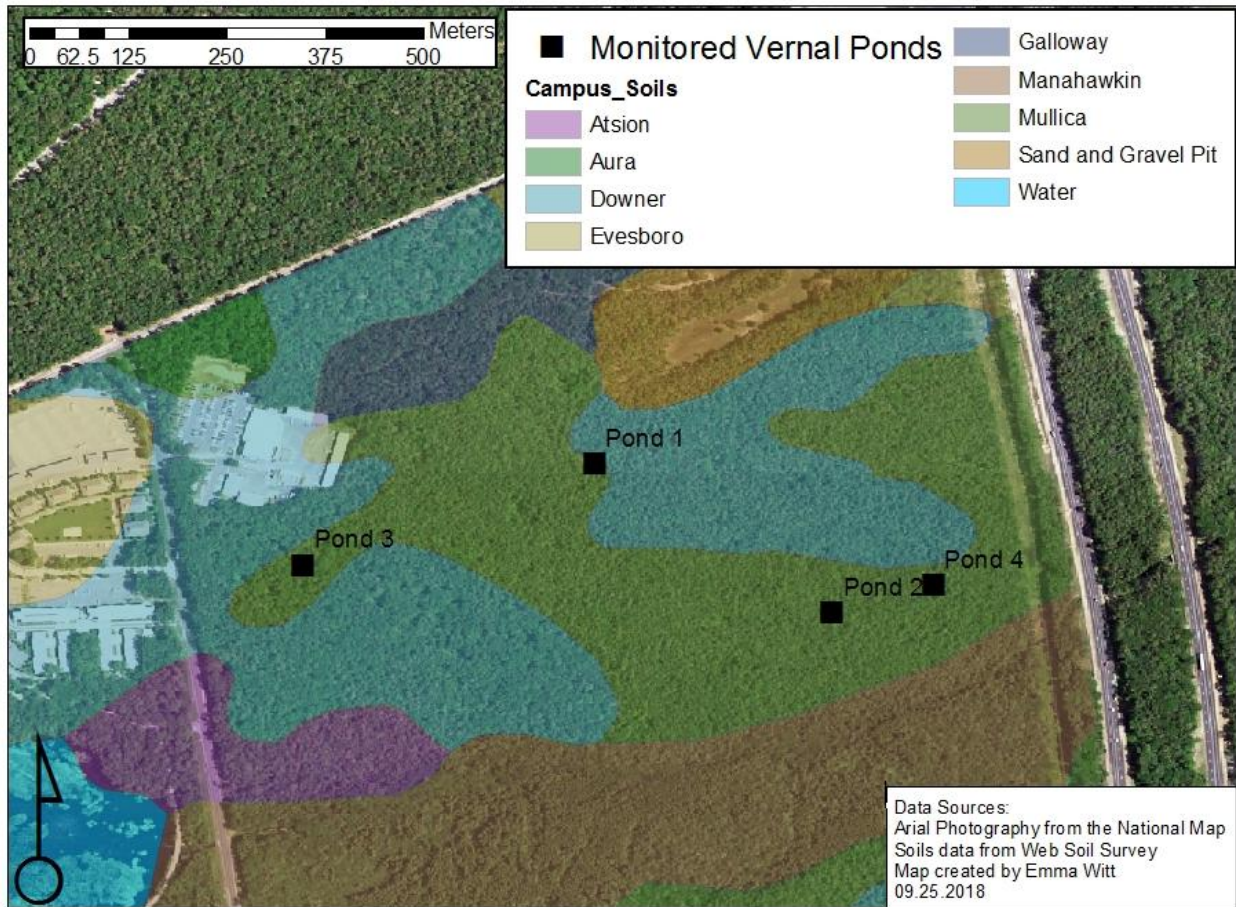 Meters
0 62.5 125 250 375 500
Monitored Vernal Ponds
Campus_Soils
Atsion
Aura
Downer
Evesboro
Galloway
Manahawkin
Mullica
Sand and Gravel Pit
Water
Pond 1
Pond 3
Pond 4
Pond 2
Data Sources:
Arial Photography from the National Map
Soils data from Web Soil Survey
Map created by Emma Witt
09.25.2018